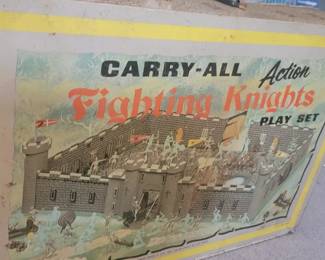 CARRY-ALL Action
Fighting Knights
PLAY SET